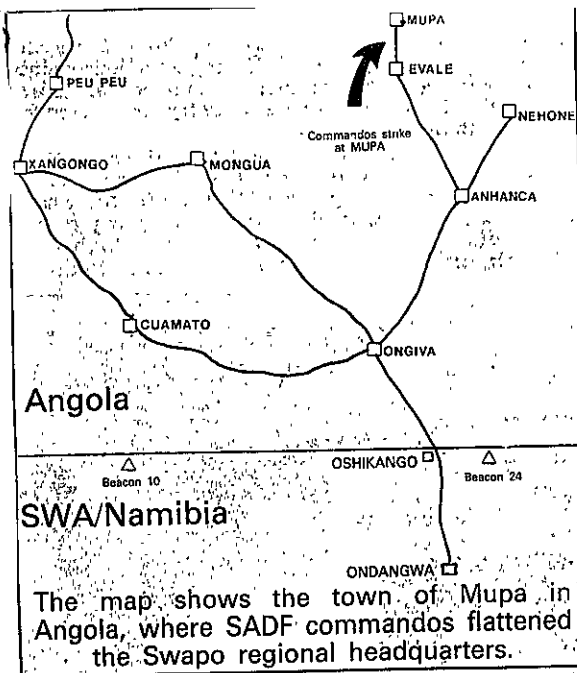 MUPA
PEU PEU
EVALE
NEHONE
Commandos strike
at MUPA
XANGONGO
MONGUA
ANHANCA
CUAMATO
ONGIVA
Angola
OSHIKANGO
Beacon 10
Beacon 24
SWA/Namibia
ONDANGWA
The map shows the town of Mupa in
Angola, where SADF commandos flattened
the Swapo regional headquarters.